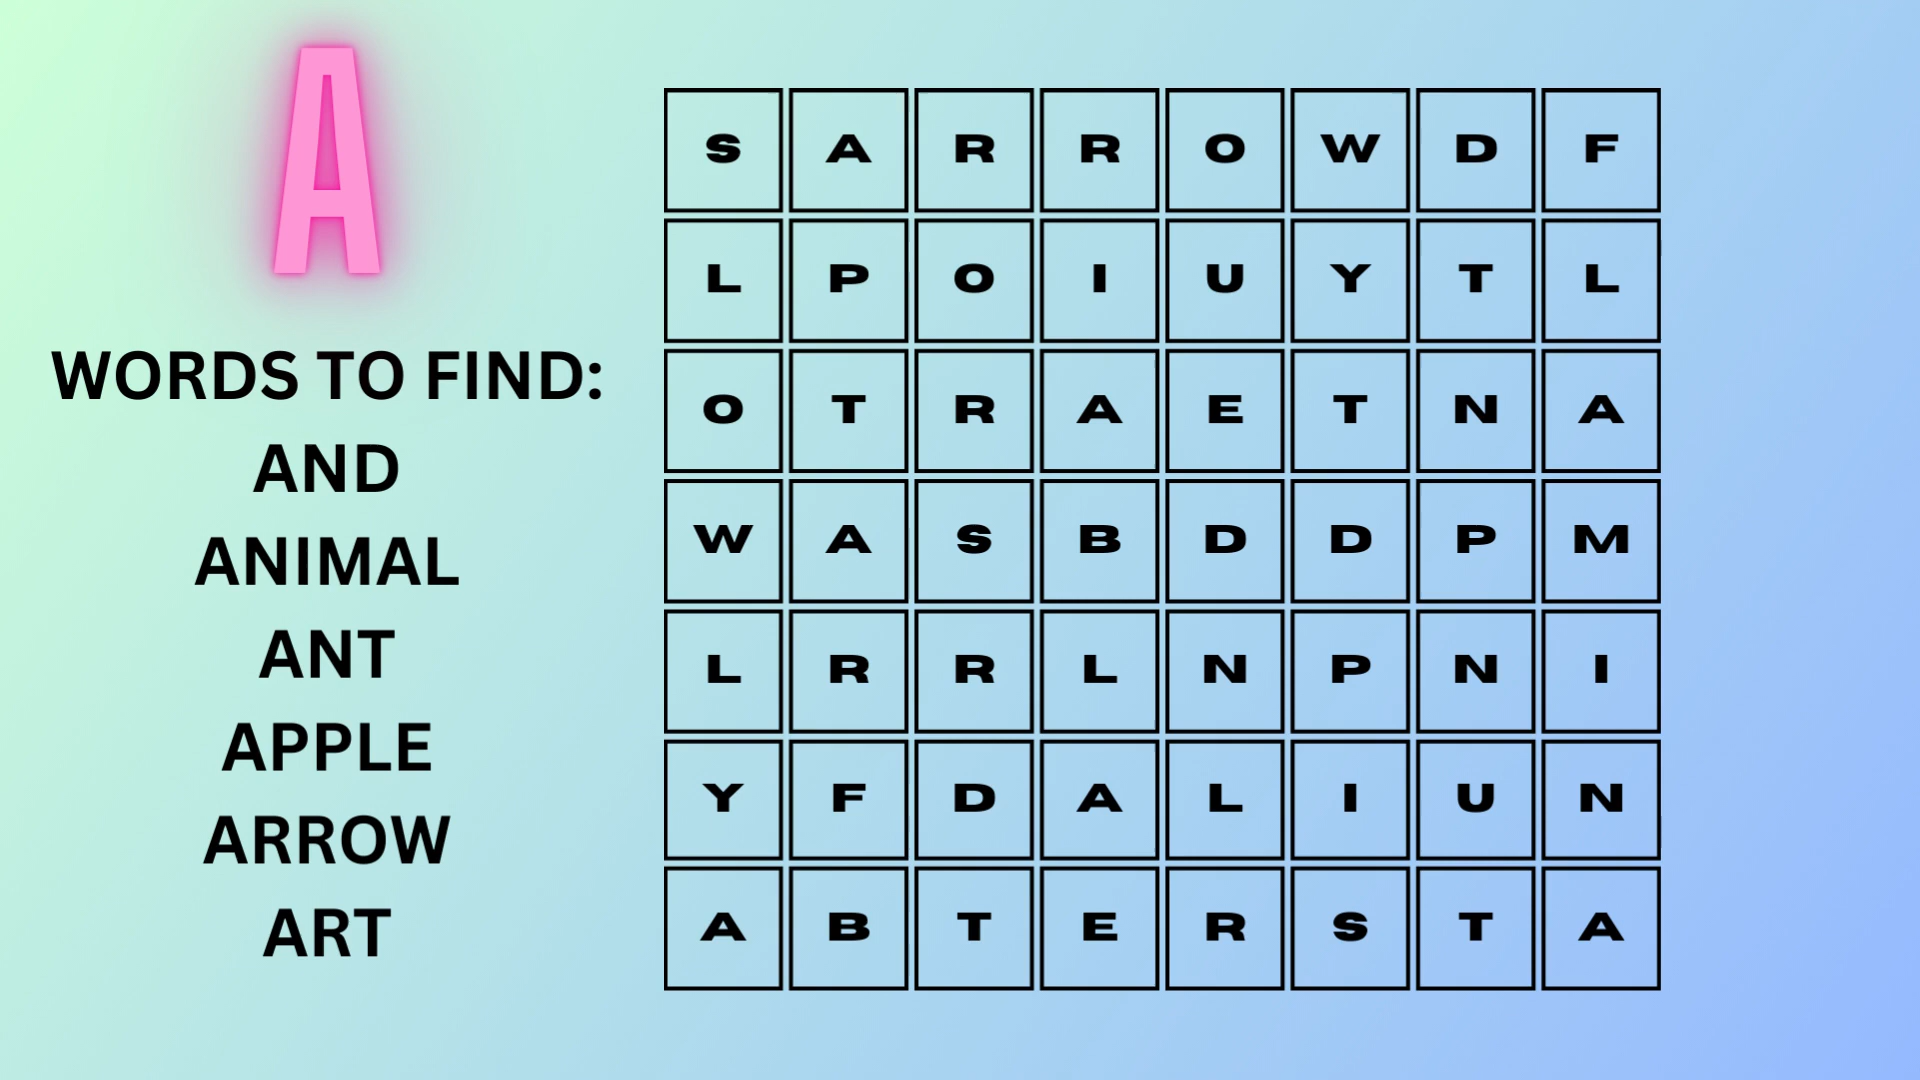 A
WORDS TO FIND:
AND
ANIMAL
ANT
APPLE
ARROW
ART
S A R R O W D F
L P O I U Y T L
O T R A E T N A
W A S B D D P M
L R R L N P N I
Y F D A L I U N
A B T E R S T A